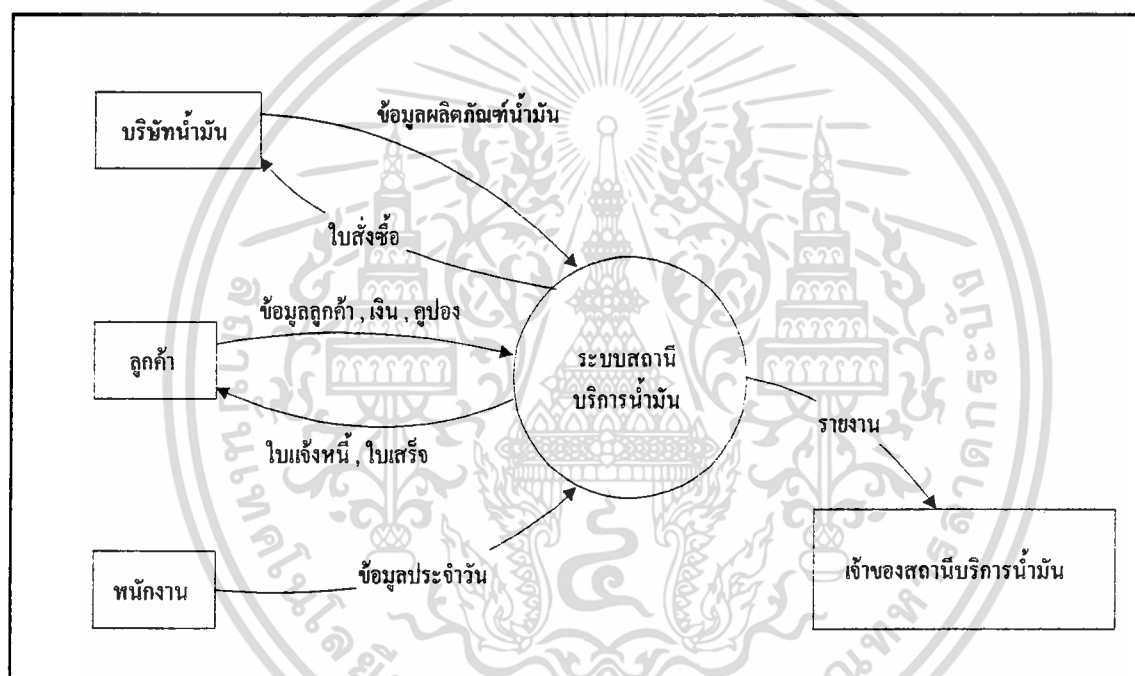 บริษัทน้ำมัน
ข้อมูลผลิตภัณฑ์น้ำมัน
ใบสั่งซื้อ
ข้อมูลลูกค้า , เงิน , คูปอง
ลูกค้า
ระบบสถานี
บริการน้ำมัน
รายงาน
ใบแจ้งหนี้ , ใบเสร็จ
พนักงาน
ข้อมูลประจำวัน
เจ้าของสถานีบริการน้ำมัน